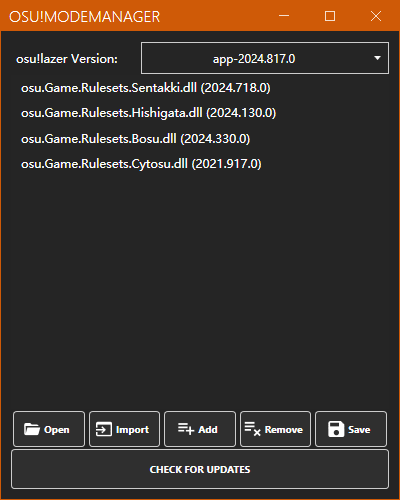 OSU!MODEMANAGER
osu!lazer Version: app-2024.817.0
osu.Game.Rulesets.Sentakki.dll (2024.718.0)
osu.Game.Rulesets.Hishigata.dll (2024.130.0)
osu.Game.Rulesets.Bosu.dll (2024.330.0)
osu.Game.Rulesets.Cytosu.dll (2021.917.0)
Open Import Add Remove Save
CHECK FOR UPDATES